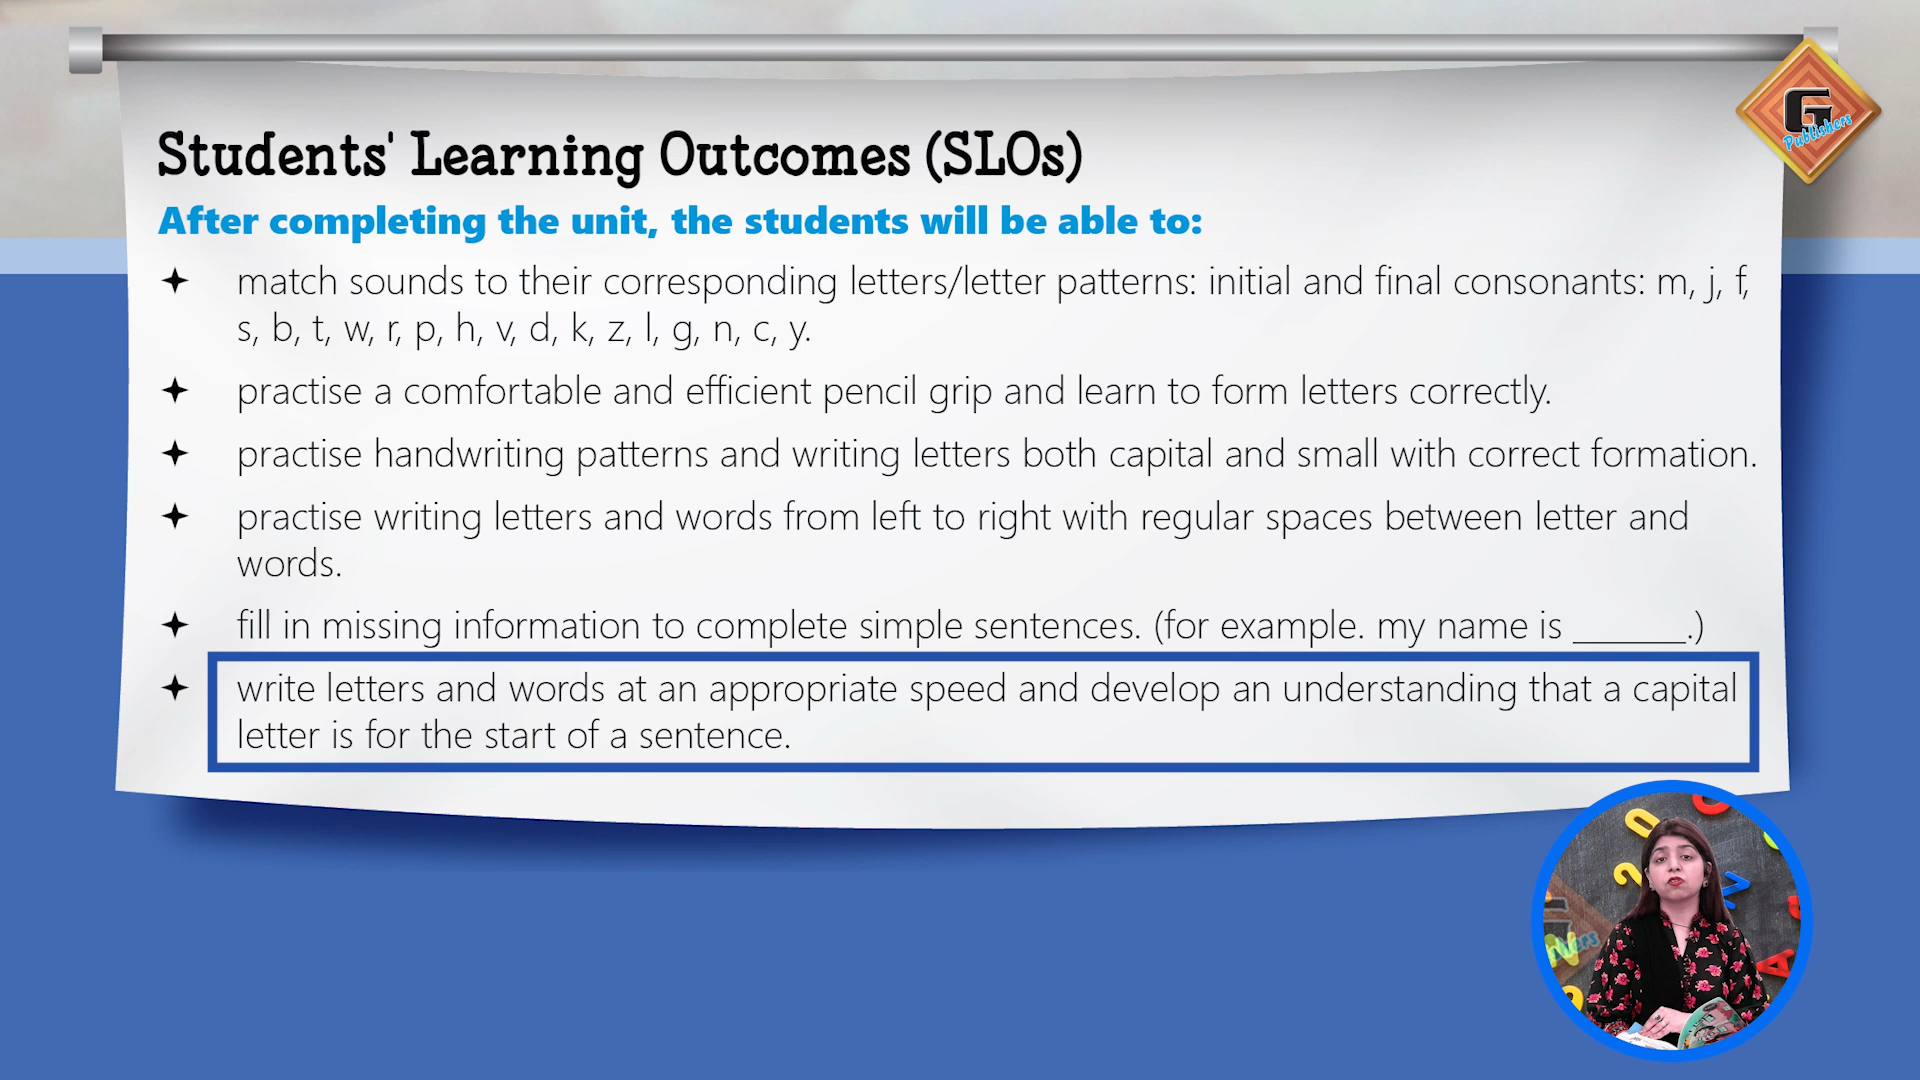 Students' Learning Outcomes (SLOs)
After completing the unit, the students will be able to:
match sounds to their corresponding letters/letter patterns: initial and final consonants: m, j, f,
s, b, t, w, r, p, h, v, d, k, z, l, g, n, c, y.
practise a comfortable and efficient pencil grip and learn to form letters correctly.
practise handwriting patterns and writing letters both capital and small with correct formation.
practise writing letters and words from left to right with regular spaces between letter and
words.
fill in missing information to complete simple sentences. (for example. my name is ______.)
write letters and words at an appropriate speed and develop an understanding that a capital
letter is for the start of a sentence.
G
Publishers